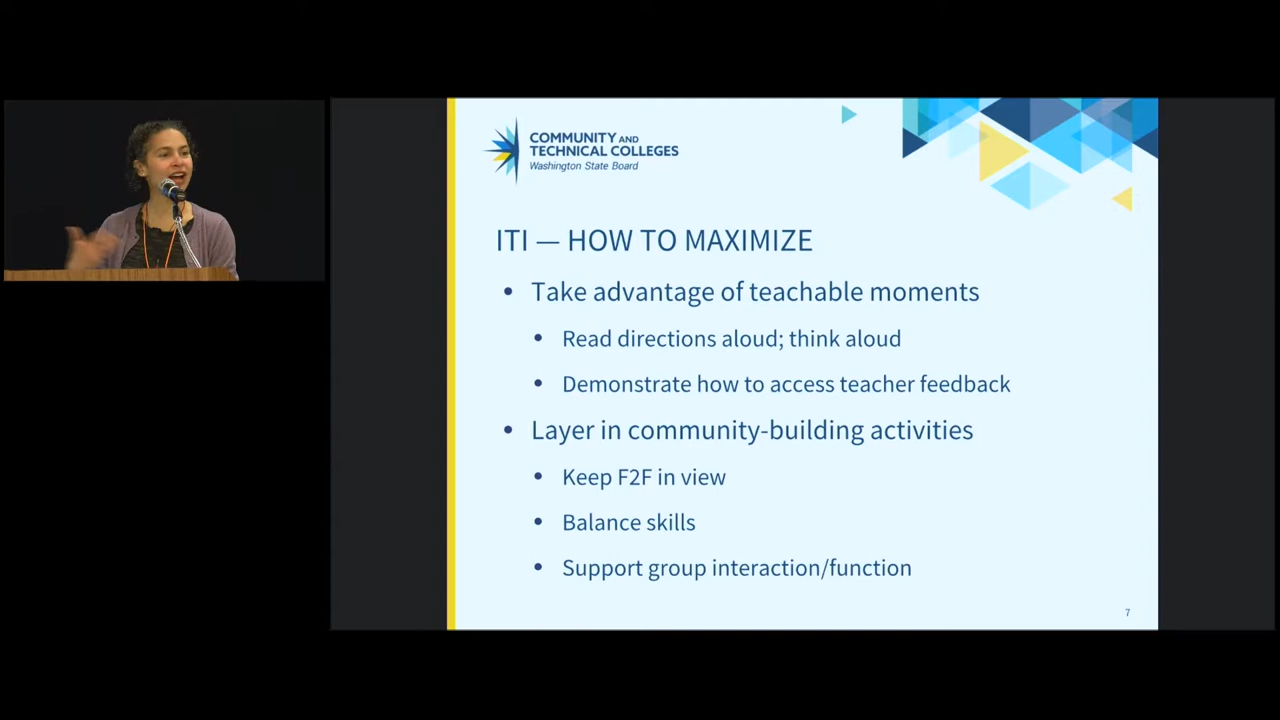 COMMUNITY AND
TECHNICAL COLLEGES
Washington State Board
ITI — HOW TO MAXIMIZE
• Take advantage of teachable moments
• Read directions aloud; think aloud
• Demonstrate how to access teacher feedback
• Layer in community-building activities
• Keep F2F in view
• Balance skills
• Support group interaction/function
7